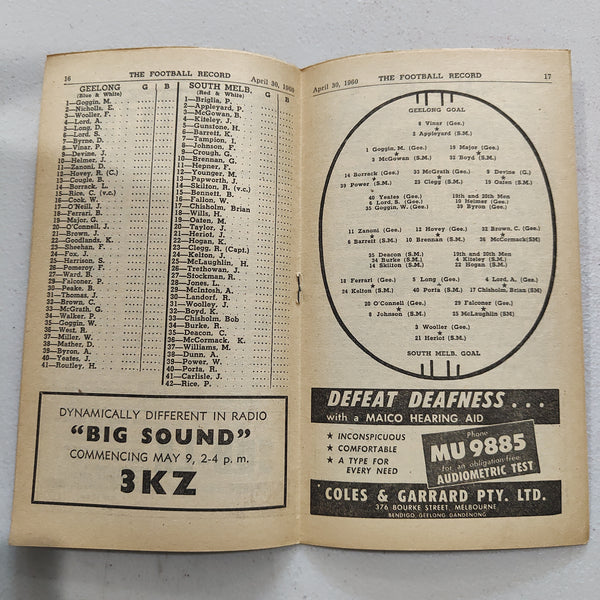 16 THE FOOTBALL RECORD April 30, 1960
GEELONG G B
(Blue & White)
1—Goggin, M.
2—Nicholls, E.
3—Wooller, F.
4—Lord, A.
5—Long, D.
6—Lord, S.
7—Byrne, D.
8—Vinar, P.
9—Devine, J.
10—Helmer, J.
11—Zanoni, D.
12—Hovey, R. (C.)
13—Cougle, B.
14—Borrack, L.
15—Rice, C. (v.c.)
16—Cook, W.
17—O'Neill, J.
18—Ferrari, B.
19—Major, G.
20—O'Connell, J.
21—Brown, J.
22—Goodlands, K.
23—Sheehan, F.
24—Fox, J.
25—Harrison, S.
26—Pomeroy, F.
27—Ward, B.
29—Falconer, P.
30—Peake, B.
31—Thomas, J.
32—Brown, C.
33—McGrath, G.
34—Walker, P.
35—Goggin, W.
36—West, R.
37—Miller, W.
38—Mather, D.
39—Byron, A.
40—Yeates, J.
41—Routley, H.
SOUTH MELB. G B
(Red & White)
1—Briglia, P.
2—Appleyard, P.
3—McGowan, B.
4—Kiteley, J.
5—Gunstone, H.
6—Barrett, K.
7—Tampion, I.
8—Johnson, F.
9—Crough, G.
10—Brennan, G.
11—Hepner, F.
12—Younger, M.
13—Papworth, J.
14—Skilton, R. (v.c.)
15—Bennett, B.
16—Fallon, W.
17—Chisholm, Brian
18—Wills, H.
19—Oaten, M.
20—Taylor, J.
21—Heriot, J.
22—Hogan, K.
23—Clegg, R. (Capt.)
24—Kelton, J.
25—McLaughlin, H.
26—Trethowan, J.
27—Stockman, R.
28—Jones, L.
29—McIntosh, A.
30—Landorf, R.
31—Woolley, J.
32—Boyd, K.
33—Chisholm, Bob
34—Burke, R.
35—Deacon, C.
36—McCormack, K.
37—Williams, M.
38—Dunn, A.
39—Power, W.
40—Porta, R.
41—Carlisle, J.
42—Rice, P.
DYNAMICALLY DIFFERENT IN RADIO
"BIG SOUND"
COMMENCING MAY 9, 2-4 p.m.
3KZ
April 30, 1960 THE FOOTBALL RECORD 17
GEELONG GOAL
8 Vinar (Gee.)
2 Appleyard (S.M.)
1 Goggin, M. (Gee.) 19 Major (Gee.)
3 McGowan (S.M.) 32 Boyd (S.M.)
14 Borrack (Gee.) 33 McGrath (Gee.) 9 Devine (G.)
39 Power (S.M.) 23 Clegg (S.M.) 19 Oaten (S.M.)
40 Yeates (Gee.) 19th and 20th Men
6 Lord, S. (Gee.) 10 Helmer (Gee.)
35 Goggin, W. (Gee.) 39 Byron (Gee.)
11 Zanoni (Gee.) 12 Hovey (Gee.) 32 Brown, C. (Gee.)
6 Barrett (S.M.) 10 Brennan (S.M.) 36 McCormack(SM)
35 Deacon (S.M.) 19th and 20th Men
34 Burke (S.M.) 4 Kiteley (S.M.)
14 Skilton (S.M.) 22 Hogan (S.M.)
18 Ferrari (Gee.) 5 Long (Gee.) 4 Lord, A. (Gee.)
24 Kelton (S.M.) 40 Porta (S.M.) 17 Chisholm, Brian (SM)
20 O'Connell (Gee.) 29 Falconer (Gee.)
8 Johnson (S.M.) 25 McLaughlin (SM)
3 Wooller (Gee.)
21 Heriot (S.M.)
SOUTH MELB. GOAL
DEFEAT DEAFNESS...
with a MAICO HEARING AID
★ INCONSPICUOUS
★ COMFORTABLE
★ A TYPE FOR
EVERY NEED
Phone
MU 9885
for an obligation-free
AUDIOMETRIC TEST
COLES & GARRARD PTY. LTD.
376 BOURKE STREET, MELBOURNE
BENDIGO, GEELONG, DANDENONG